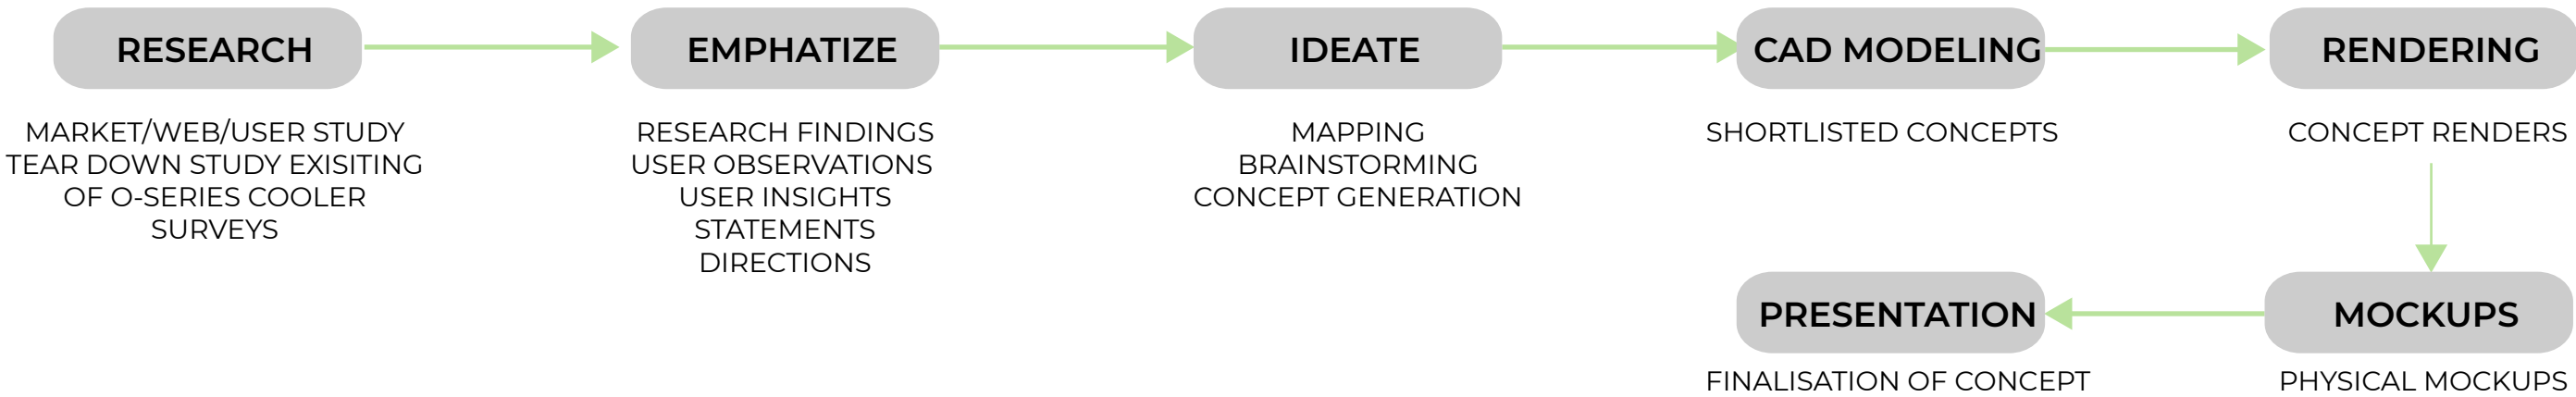 RESEARCH
MARKET/WEB/USER STUDY
TEAR DOWN STUDY EXISITING
OF O-SERIES COOLER
SURVEYS
EMPHATIZE
RESEARCH FINDINGS
USER OBSERVATIONS
USER INSIGHTS
STATEMENTS
DIRECTIONS
IDEATE
MAPPING
BRAINSTORMING
CONCEPT GENERATION
CAD MODELING
SHORTLISTED CONCEPTS
RENDERING
CONCEPT RENDERS
MOCKUPS
PHYSICAL MOCKUPS
PRESENTATION
FINALISATION OF CONCEPT